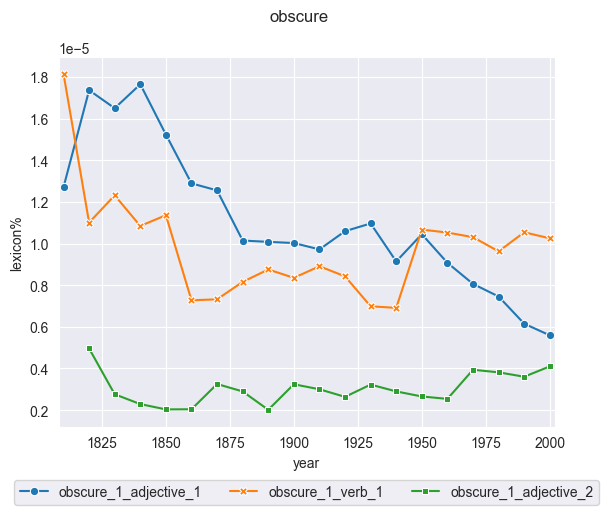 obscure
1e−5
1.8
1.6
1.4
1.2
1.0
0.8
0.6
0.4
0.2
lexicon%
1825 1850 1875 1900 1925 1950 1975 2000
year
obscure_1_adjective_1 obscure_1_verb_1 obscure_1_adjective_2